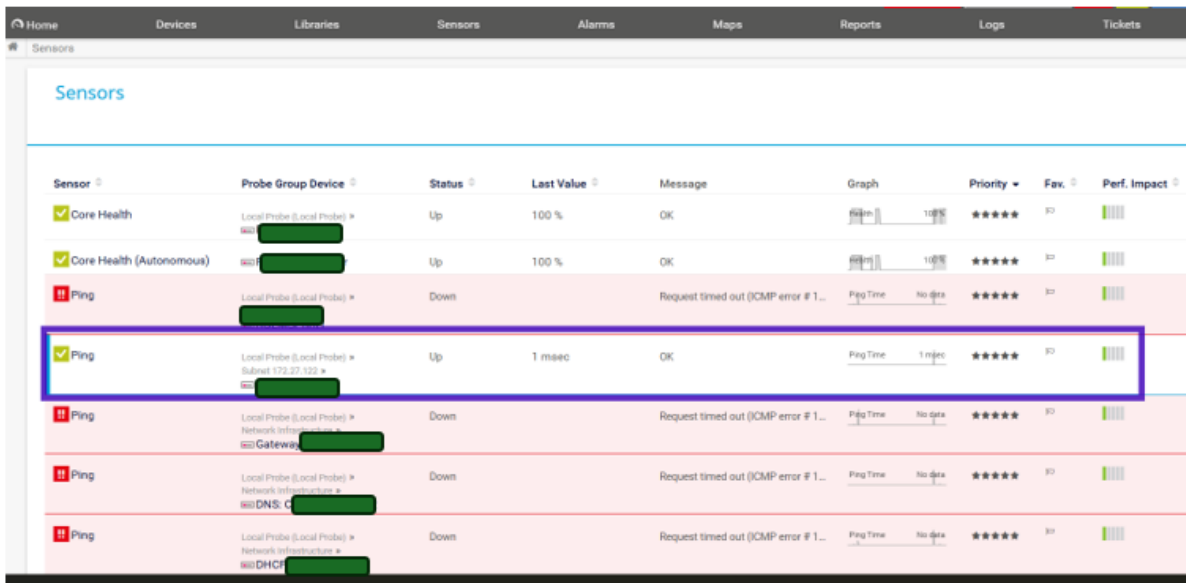 Home Devices Libraries Sensors Alarms Maps Reports Logs Tickets
Sensors
Sensors
Sensor Probe Group Device Status Last Value Message Graph Priority Fav. Perf. Impact
Core Health Local Probe (Local Probe) » Up 100 % OK 100 %
Core Health (Autonomous) Up 100 % OK 100 %
Ping Local Probe (Local Probe) » Down Request timed out (ICMP error # 1... Ping Time No data
Ping Local Probe (Local Probe) » Up 1 msec OK Ping Time 1 msec
Subnet 172.27.122 »
Ping Local Probe (Local Probe) » Down Request timed out (ICMP error # 1... Ping Time No data
Network Infrastructure »
Gateway
Ping Local Probe (Local Probe) » Down Request timed out (ICMP error # 1... Ping Time No data
Network Infrastructure »
DNS: C
Ping Local Probe (Local Probe) » Down Request timed out (ICMP error # 1... Ping Time No data
Network Infrastructure »
DHCP